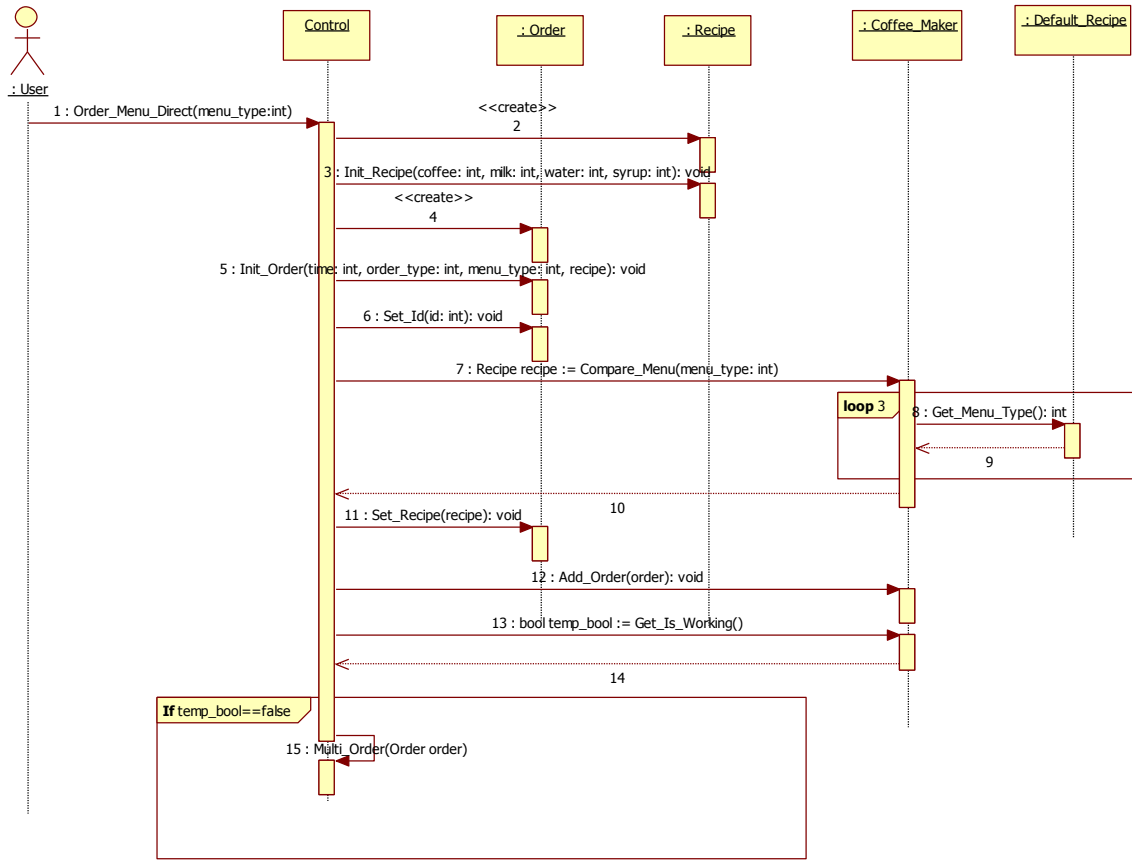 Control
: Order
: Recipe
: Coffee_Maker
: Default_Recipe
: User
1 : Order_Menu_Direct(menu_type:int)
<<create>>
2
3 : Init_Recipe(coffee: int, milk: int, water: int, syrup: int): void
<<create>>
4
5 : Init_Order(time: int, order_type: int, menu_type: int, recipe): void
6 : Set_Id(id: int): void
7 : Recipe recipe := Compare_Menu(menu_type: int)
loop 3
8 : Get_Menu_Type(): int
9
10
11 : Set_Recipe(recipe): void
12 : Add_Order(order): void
13 : bool temp_bool := Get_Is_Working()
14
If temp_bool==false
15 : Multi_Order(Order order)